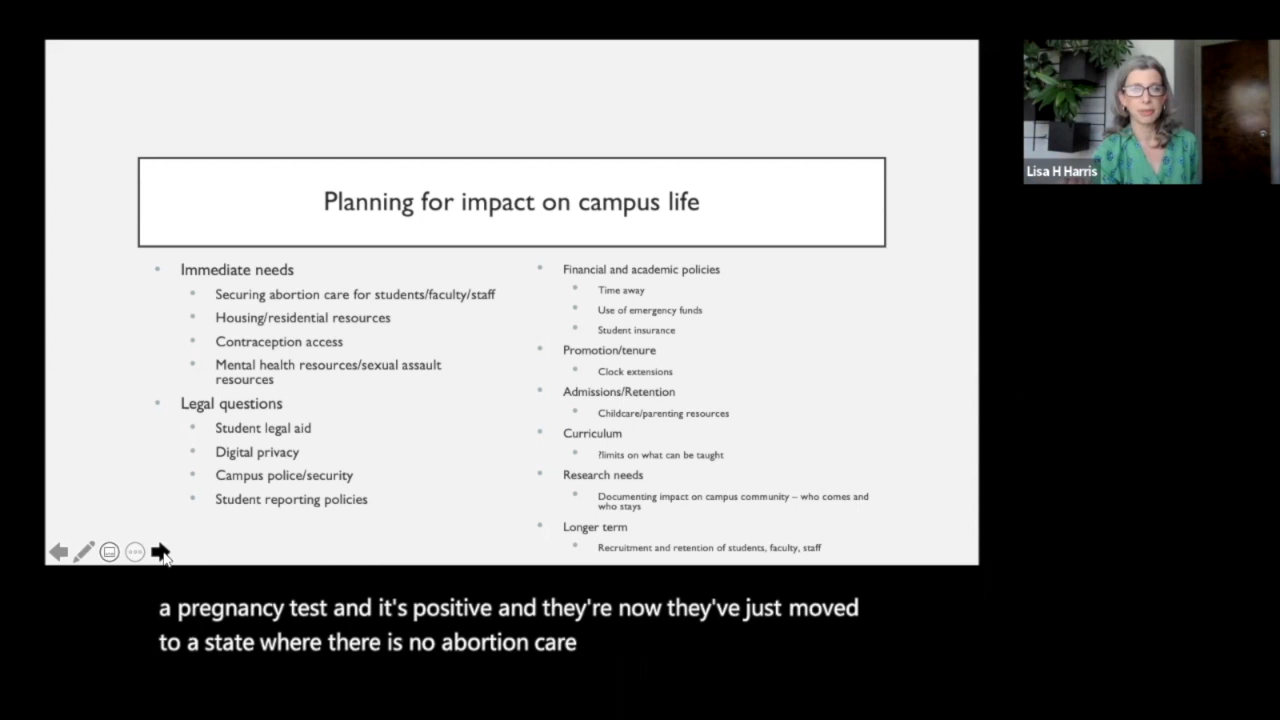 Planning for impact on campus life
Immediate needs
Securing abortion care for students/faculty/staff
Housing/residential resources
Contraception access
Mental health resources/sexual assault
resources
Legal questions
Student legal aid
Digital privacy
Campus police/security
Student reporting policies
Financial and academic policies
Time away
Use of emergency funds
Student insurance
Promotion/tenure
Clock extensions
Admissions/Retention
Childcare/parenting resources
Curriculum
?limits on what can be taught
Research needs
Documenting impact on campus community – who comes and
who stays
Longer term
Recruitment and retention of students, faculty, staff
Lisa H Harris
a pregnancy test and it's positive and they're now they've just moved
to a state where there is no abortion care